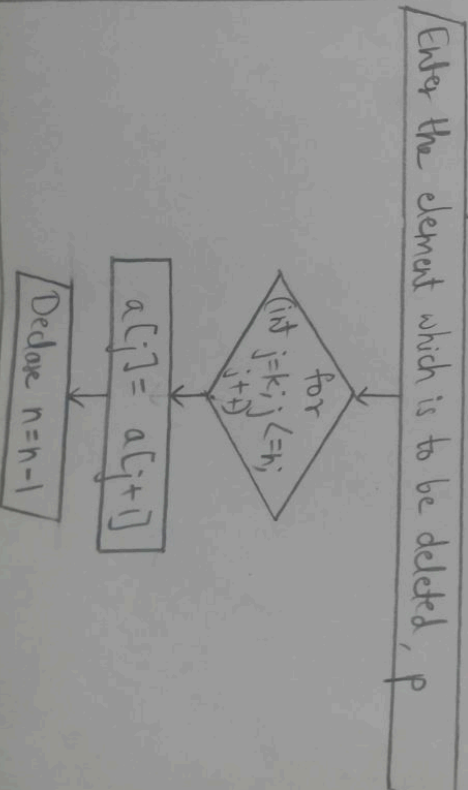 Enter the element which is to be deleted, p
for
(int j=k; j<=n;
j++)
a[j] = a[j+1]
Declare n=n-1